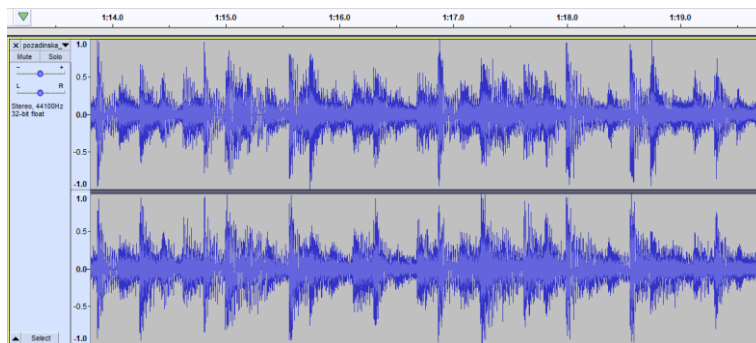 1:14.0 1:15.0 1:16.0 1:17.0 1:18.0 1:19.0
× pozadinska_ ▼
Mute Solo
- +
L R
Stereo, 44100Hz
32-bit float
Select
1.0
0.5
0.0
-0.5
-1.0
1.0
0.5
0.0
-0.5
-1.0